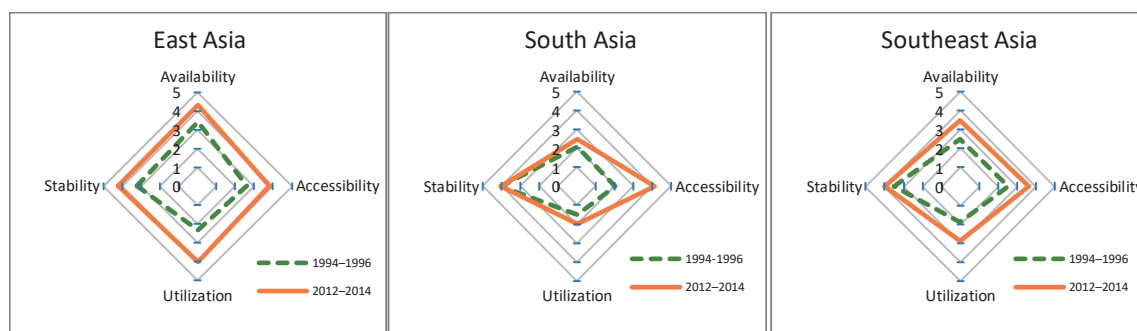 East Asia
Availability
5
4
3
2
1
0
Stability
Accessibility
Utilization
1994–1996
2012–2014
South Asia
Availability
5
4
3
2
1
0
Stability
Accessibility
Utilization
1994-1996
2012–2014
Southeast Asia
Availability
5
4
3
2
1
0
Stability
Accessibility
Utilization
1994–1996
2012–2014